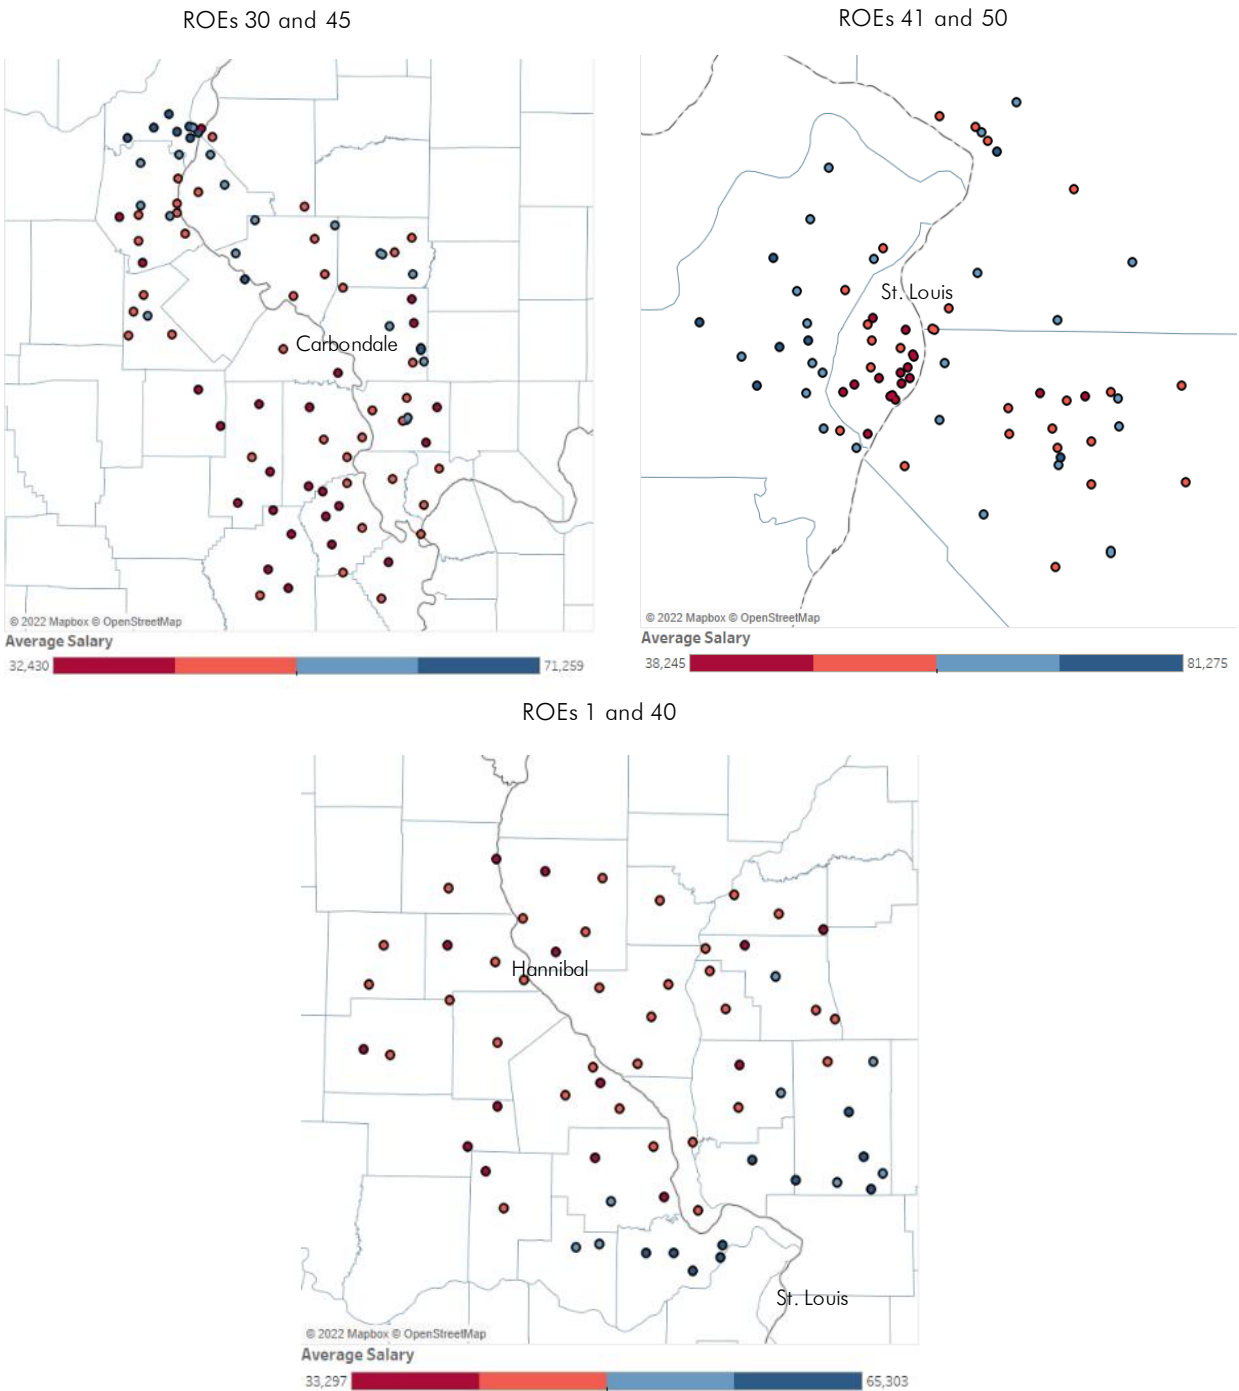 ROEs 30 and 45
ROEs 41 and 50
Carbondale
© 2022 Mapbox © OpenStreetMap
Average Salary
32,430
71,259
St. Louis
© 2022 Mapbox © OpenStreetMap
Average Salary
38,245
81,275
ROEs 1 and 40
Hannibal
St. Louis
© 2022 Mapbox © OpenStreetMap
Average Salary
33,297
65,303